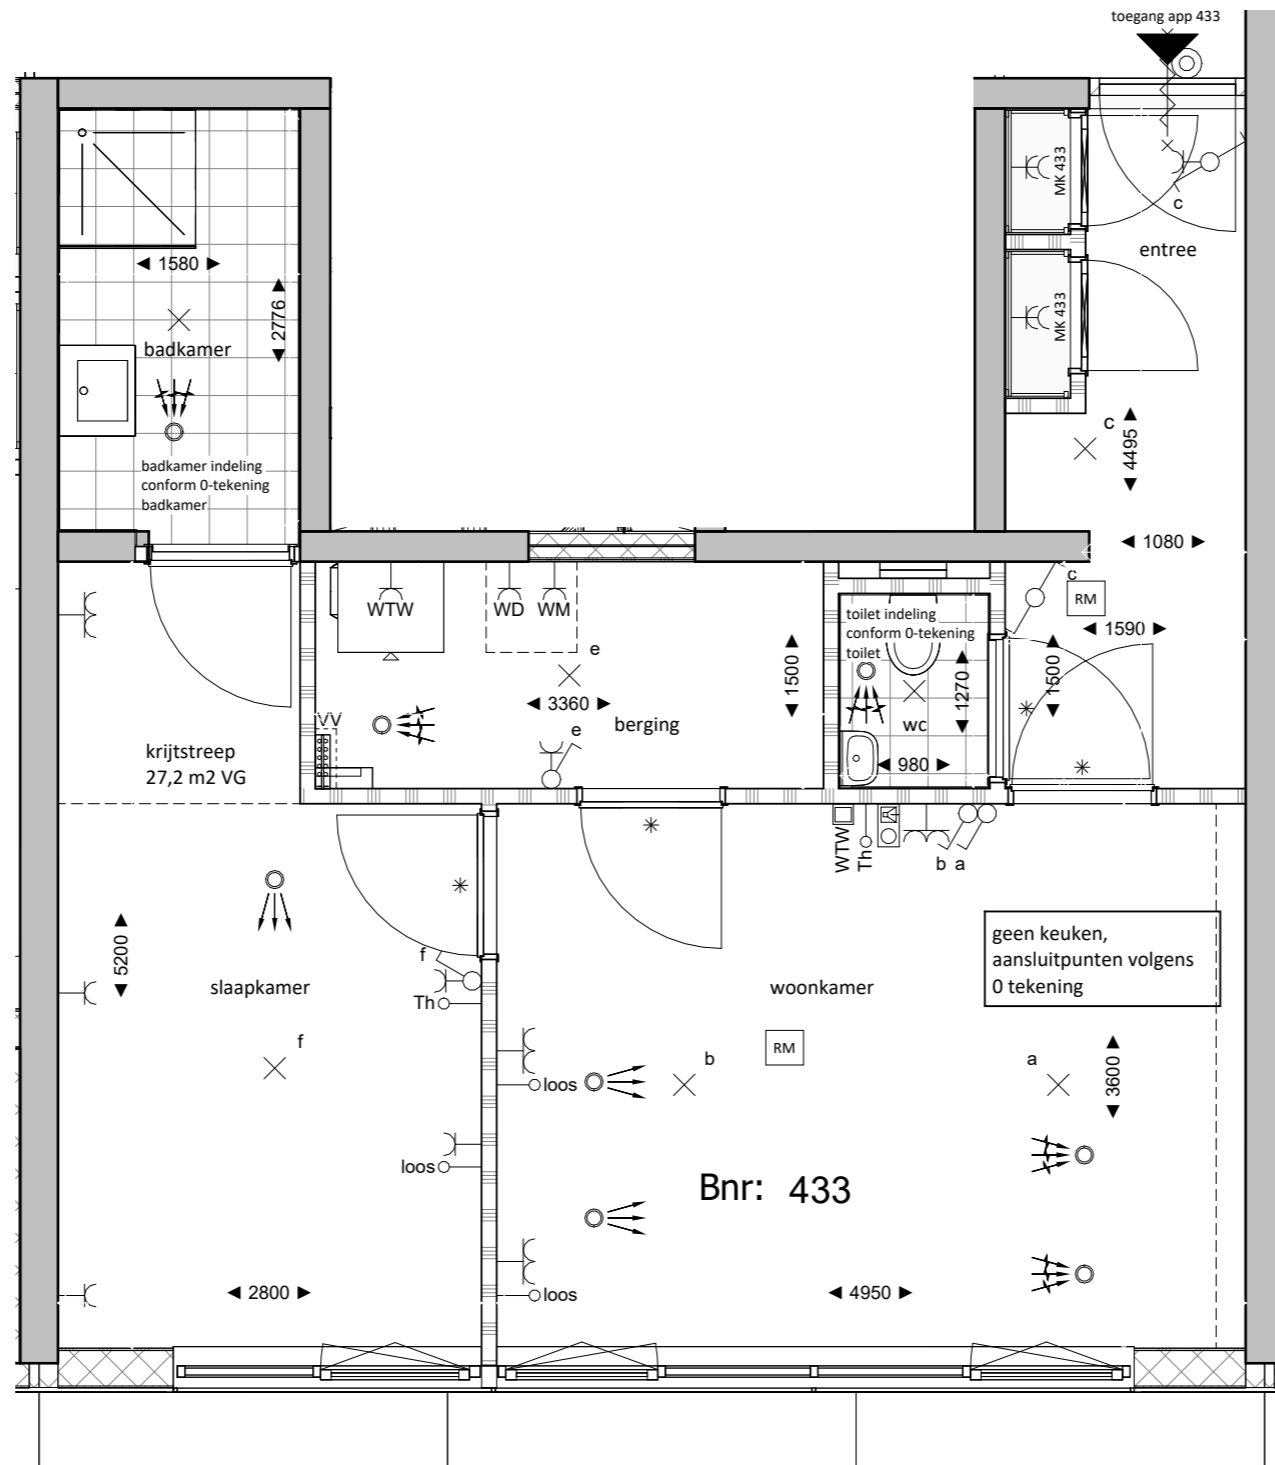 toegang app 433
MK 433
c
entree
MK 433
1580
2776
badkamer
c
4495
badkamer indeling
conform 0-tekening
badkamer
1080
c
RM
WTW
WD
WM
toilet indeling
conform 0-tekening
toilet
1590
e
1500
1270
1500
3360
VV
berging
e
wc
krijtstreep
27,2 m2 VG
980
WTW
Th
b
a
geen keuken,
aansluitpunten volgens
0 tekening
5200
f
slaapkamer
Th
woonkamer
f
RM
b
a
3600
loos
loos
Bnr: 433
2800
loos
4950